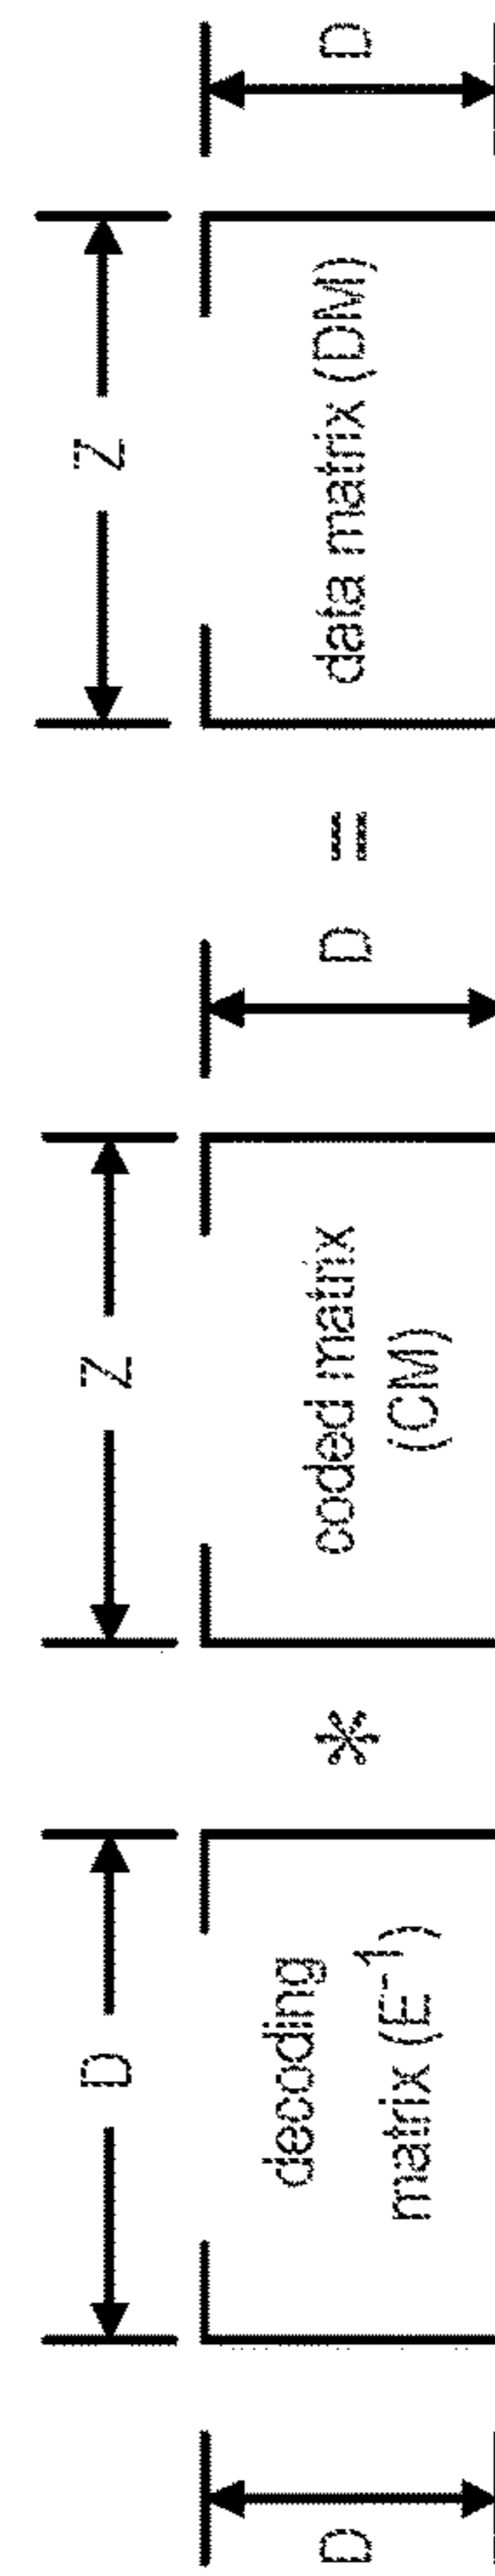 D
D
decoding
matrix (E⁻¹)
*
Z
coded matrix
(CM)
D
=
Z
data matrix (DM)
D